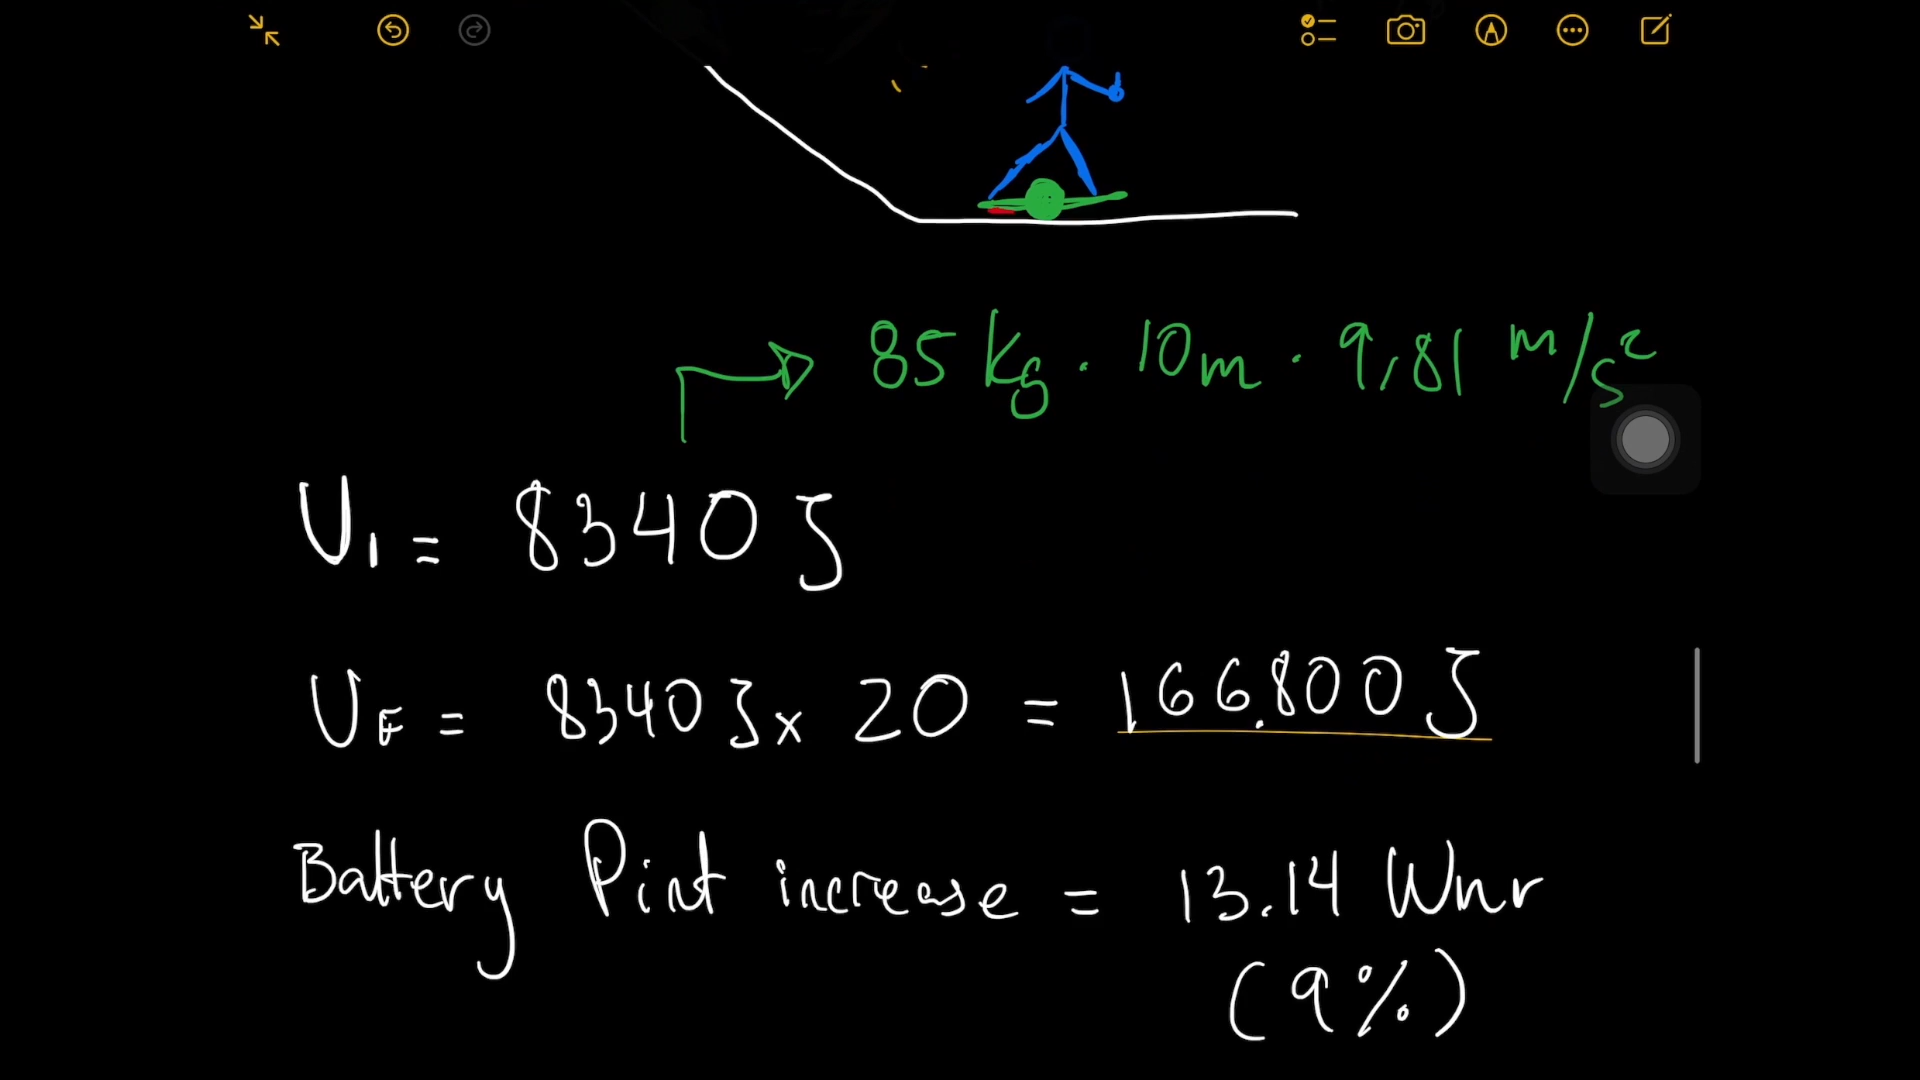 85 kg · 10m · 9,81 m/s²
U₁ = 8340 J
U_F = 8340 J x 20 = 166.800 J
Battery Pint increase = 13.14 Whr
(9%)